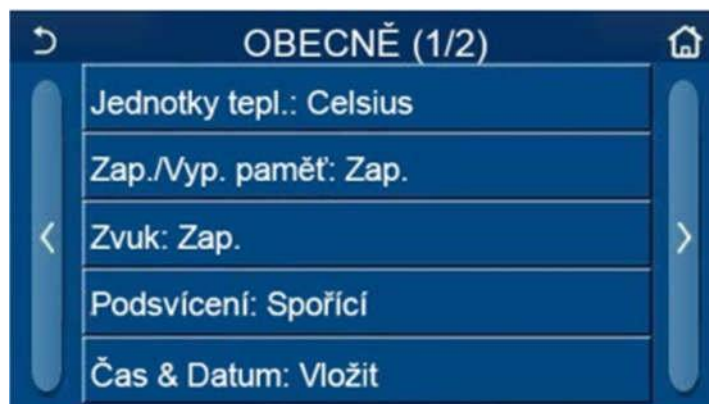 OBECNĚ (1/2)
Jednotky tepl.: Celsius
Zap./Vyp. paměť: Zap.
Zvuk: Zap.
Podsvícení: Spořící
Čas & Datum: Vložit